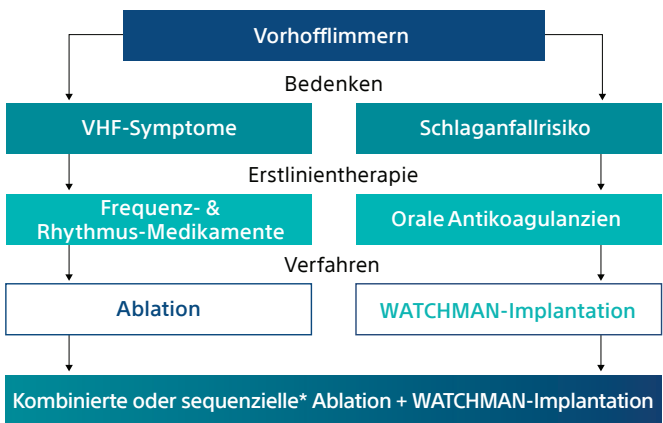 Vorhofflimmern
Bedenken
VHF-Symptome
Schlaganfallrisiko
Erstlinientherapie
Frequenz- &
Rhythmus-Medikamente
Orale Antikoagulanzien
Verfahren
Ablation
WATCHMAN-Implantation
Kombinierte oder sequenzielle* Ablation + WATCHMAN-Implantation